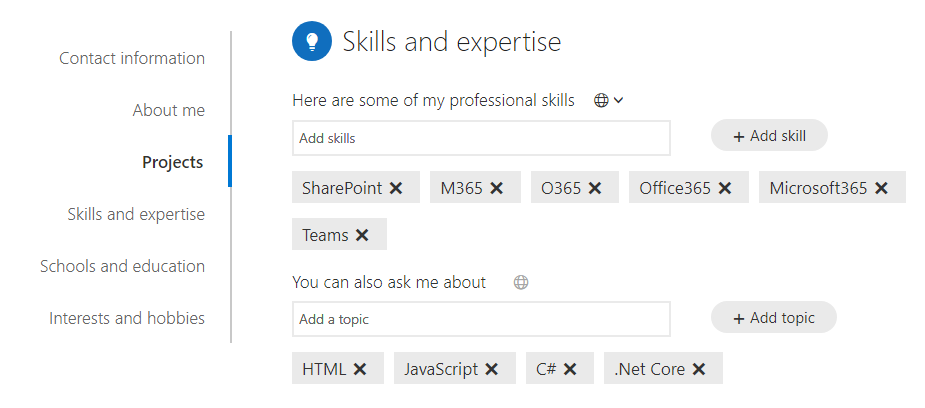 Contact information
About me
Projects
Skills and expertise
Schools and education
Interests and hobbies
Skills and expertise
Here are some of my professional skills
Add skills
+ Add skill
SharePoint ✕ M365 ✕ O365 ✕ Office365 ✕ Microsoft365 ✕
Teams ✕
You can also ask me about
Add a topic
+ Add topic
HTML ✕ JavaScript ✕ C# ✕ .Net Core ✕